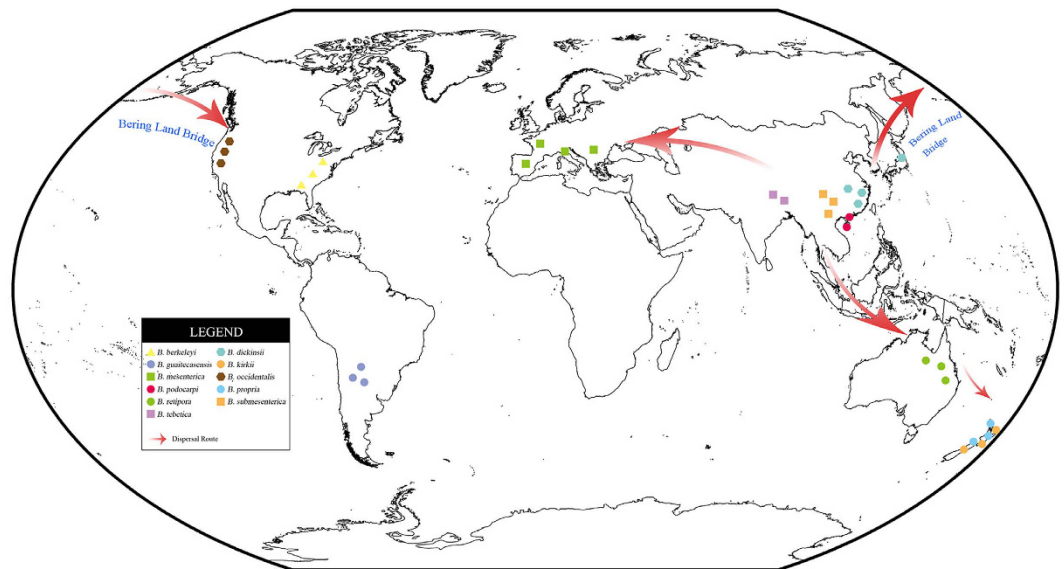 Bering Land Bridge
Bering Land
Bridge
LEGEND
B. berkeleyi
B. dickinsii
B. guaitecasensis
B. kirkii
B. mesenterica
B. occidentalis
B. podocarpi
B. propria
B. retipora
B. submesenterica
B. tebetica
Dispersal Route